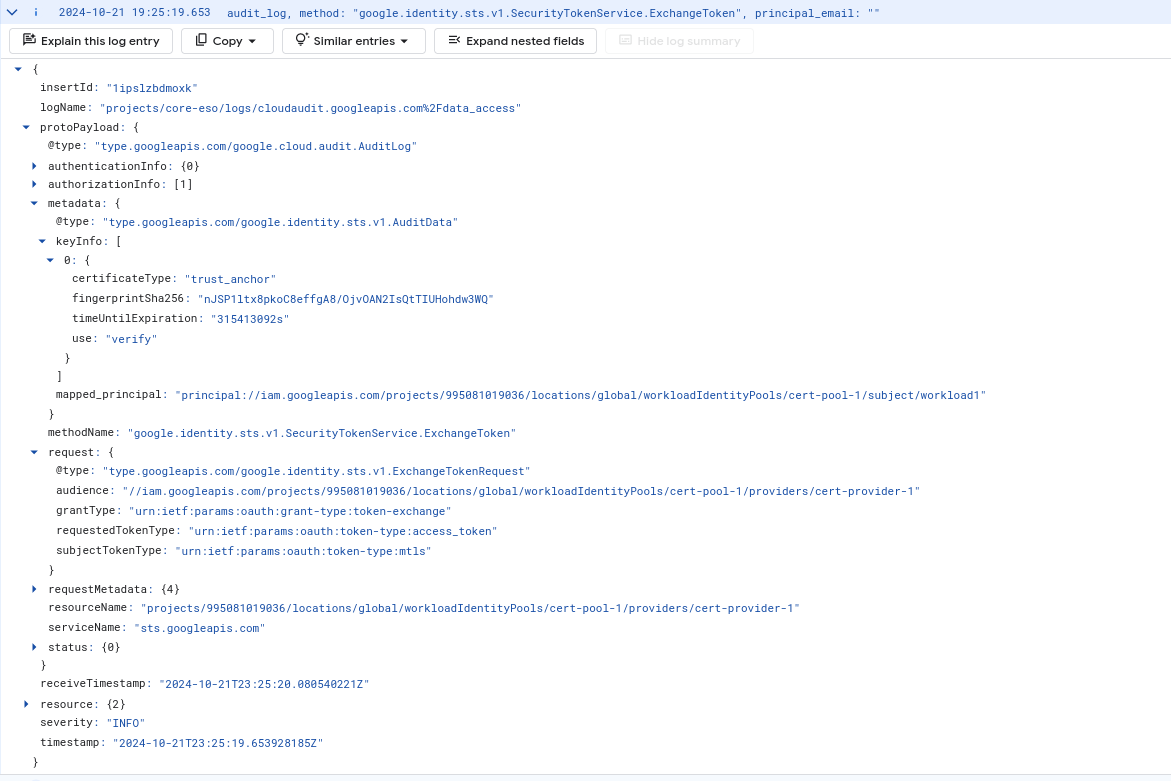 2024-10-21 19:25:19.653 audit_log, method: "google.identity.sts.v1.SecurityTokenService.ExchangeToken", principal_email: ""
Explain this log entry Copy Similar entries Expand nested fields Hide log summary
{
insertId: "1ipslzbdmoxk"
logName: "projects/core-eso/logs/cloudaudit.googleapis.com%2Fdata_access"
protoPayload: {
@type: "type.googleapis.com/google.cloud.audit.AuditLog"
authenticationInfo: {0}
authorizationInfo: [1]
metadata: {
@type: "type.googleapis.com/google.identity.sts.v1.AuditData"
keyInfo: [
0: {
certificateType: "trust_anchor"
fingerprintSha256: "nJSP1ltx8pkoC8effgA8/OjvOAN2IsQtTIUHohdw3WQ"
timeUntilExpiration: "315413092s"
use: "verify"
}
]
mapped_principal: "principal://iam.googleapis.com/projects/995081019036/locations/global/workloadIdentityPools/cert-pool-1/subject/workload1"
}
methodName: "google.identity.sts.v1.SecurityTokenService.ExchangeToken"
request: {
@type: "type.googleapis.com/google.identity.sts.v1.ExchangeTokenRequest"
audience: "//iam.googleapis.com/projects/995081019036/locations/global/workloadIdentityPools/cert-pool-1/providers/cert-provider-1"
grantType: "urn:ietf:params:oauth:grant-type:token-exchange"
requestedTokenType: "urn:ietf:params:oauth:token-type:access_token"
subjectTokenType: "urn:ietf:params:oauth:token-type:mtls"
}
requestMetadata: {4}
resourceName: "projects/995081019036/locations/global/workloadIdentityPools/cert-pool-1/providers/cert-provider-1"
serviceName: "sts.googleapis.com"
status: {0}
}
receiveTimestamp: "2024-10-21T23:25:20.080540221Z"
resource: {2}
severity: "INFO"
timestamp: "2024-10-21T23:25:19.653928185Z"
}